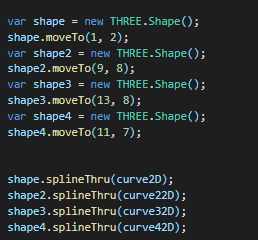 var shape = new THREE.Shape();
shape.moveTo(1, 2);
var shape2 = new THREE.Shape();
shape2.moveTo(9, 8);
var shape3 = new THREE.Shape();
shape3.moveTo(13, 8);
var shape4 = new THREE.Shape();
shape4.moveTo(11, 7);
shape.splineThru(curve2D);
shape2.splineThru(curve22D);
shape3.splineThru(curve32D);
shape4.splineThru(curve42D);